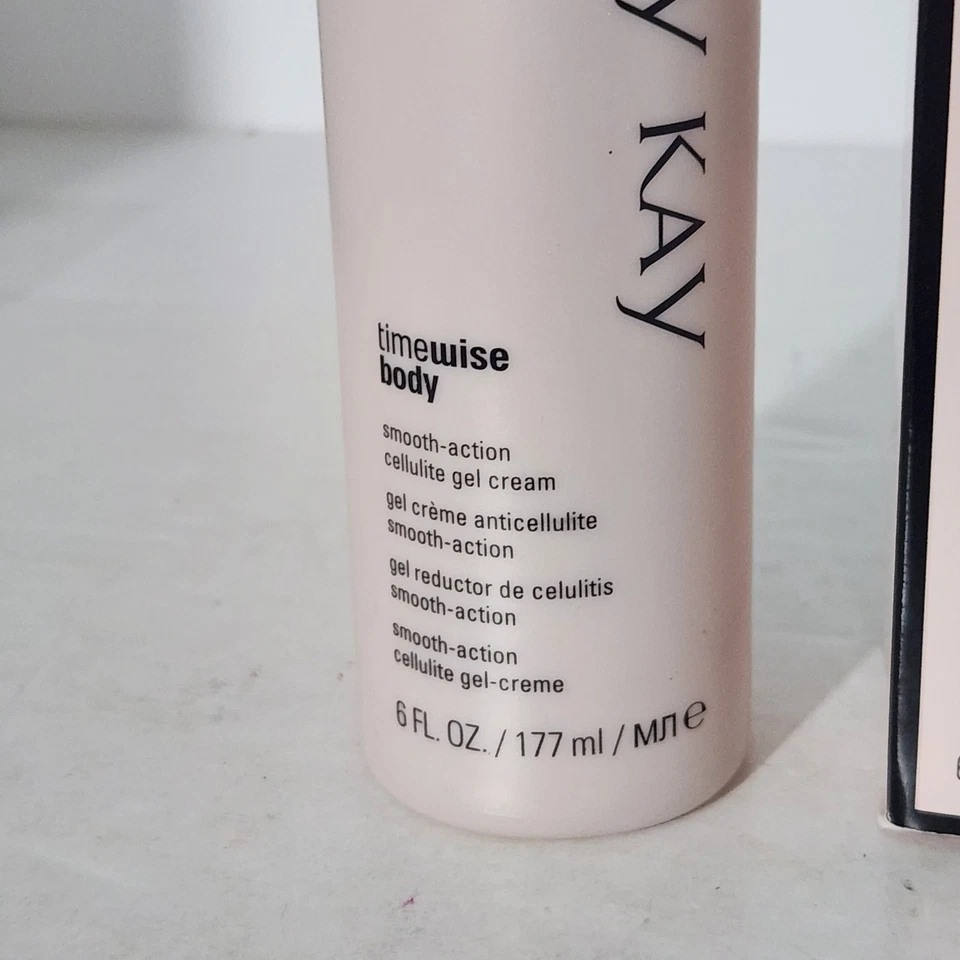 y KAY
timewise
body
smooth-action
cellulite gel cream
gel crème anticellulite
smooth-action
gel reductor de celulitis
smooth-action
smooth-action
cellulite gel-creme
6 FL. OZ. / 177 ml / МЛ ℮